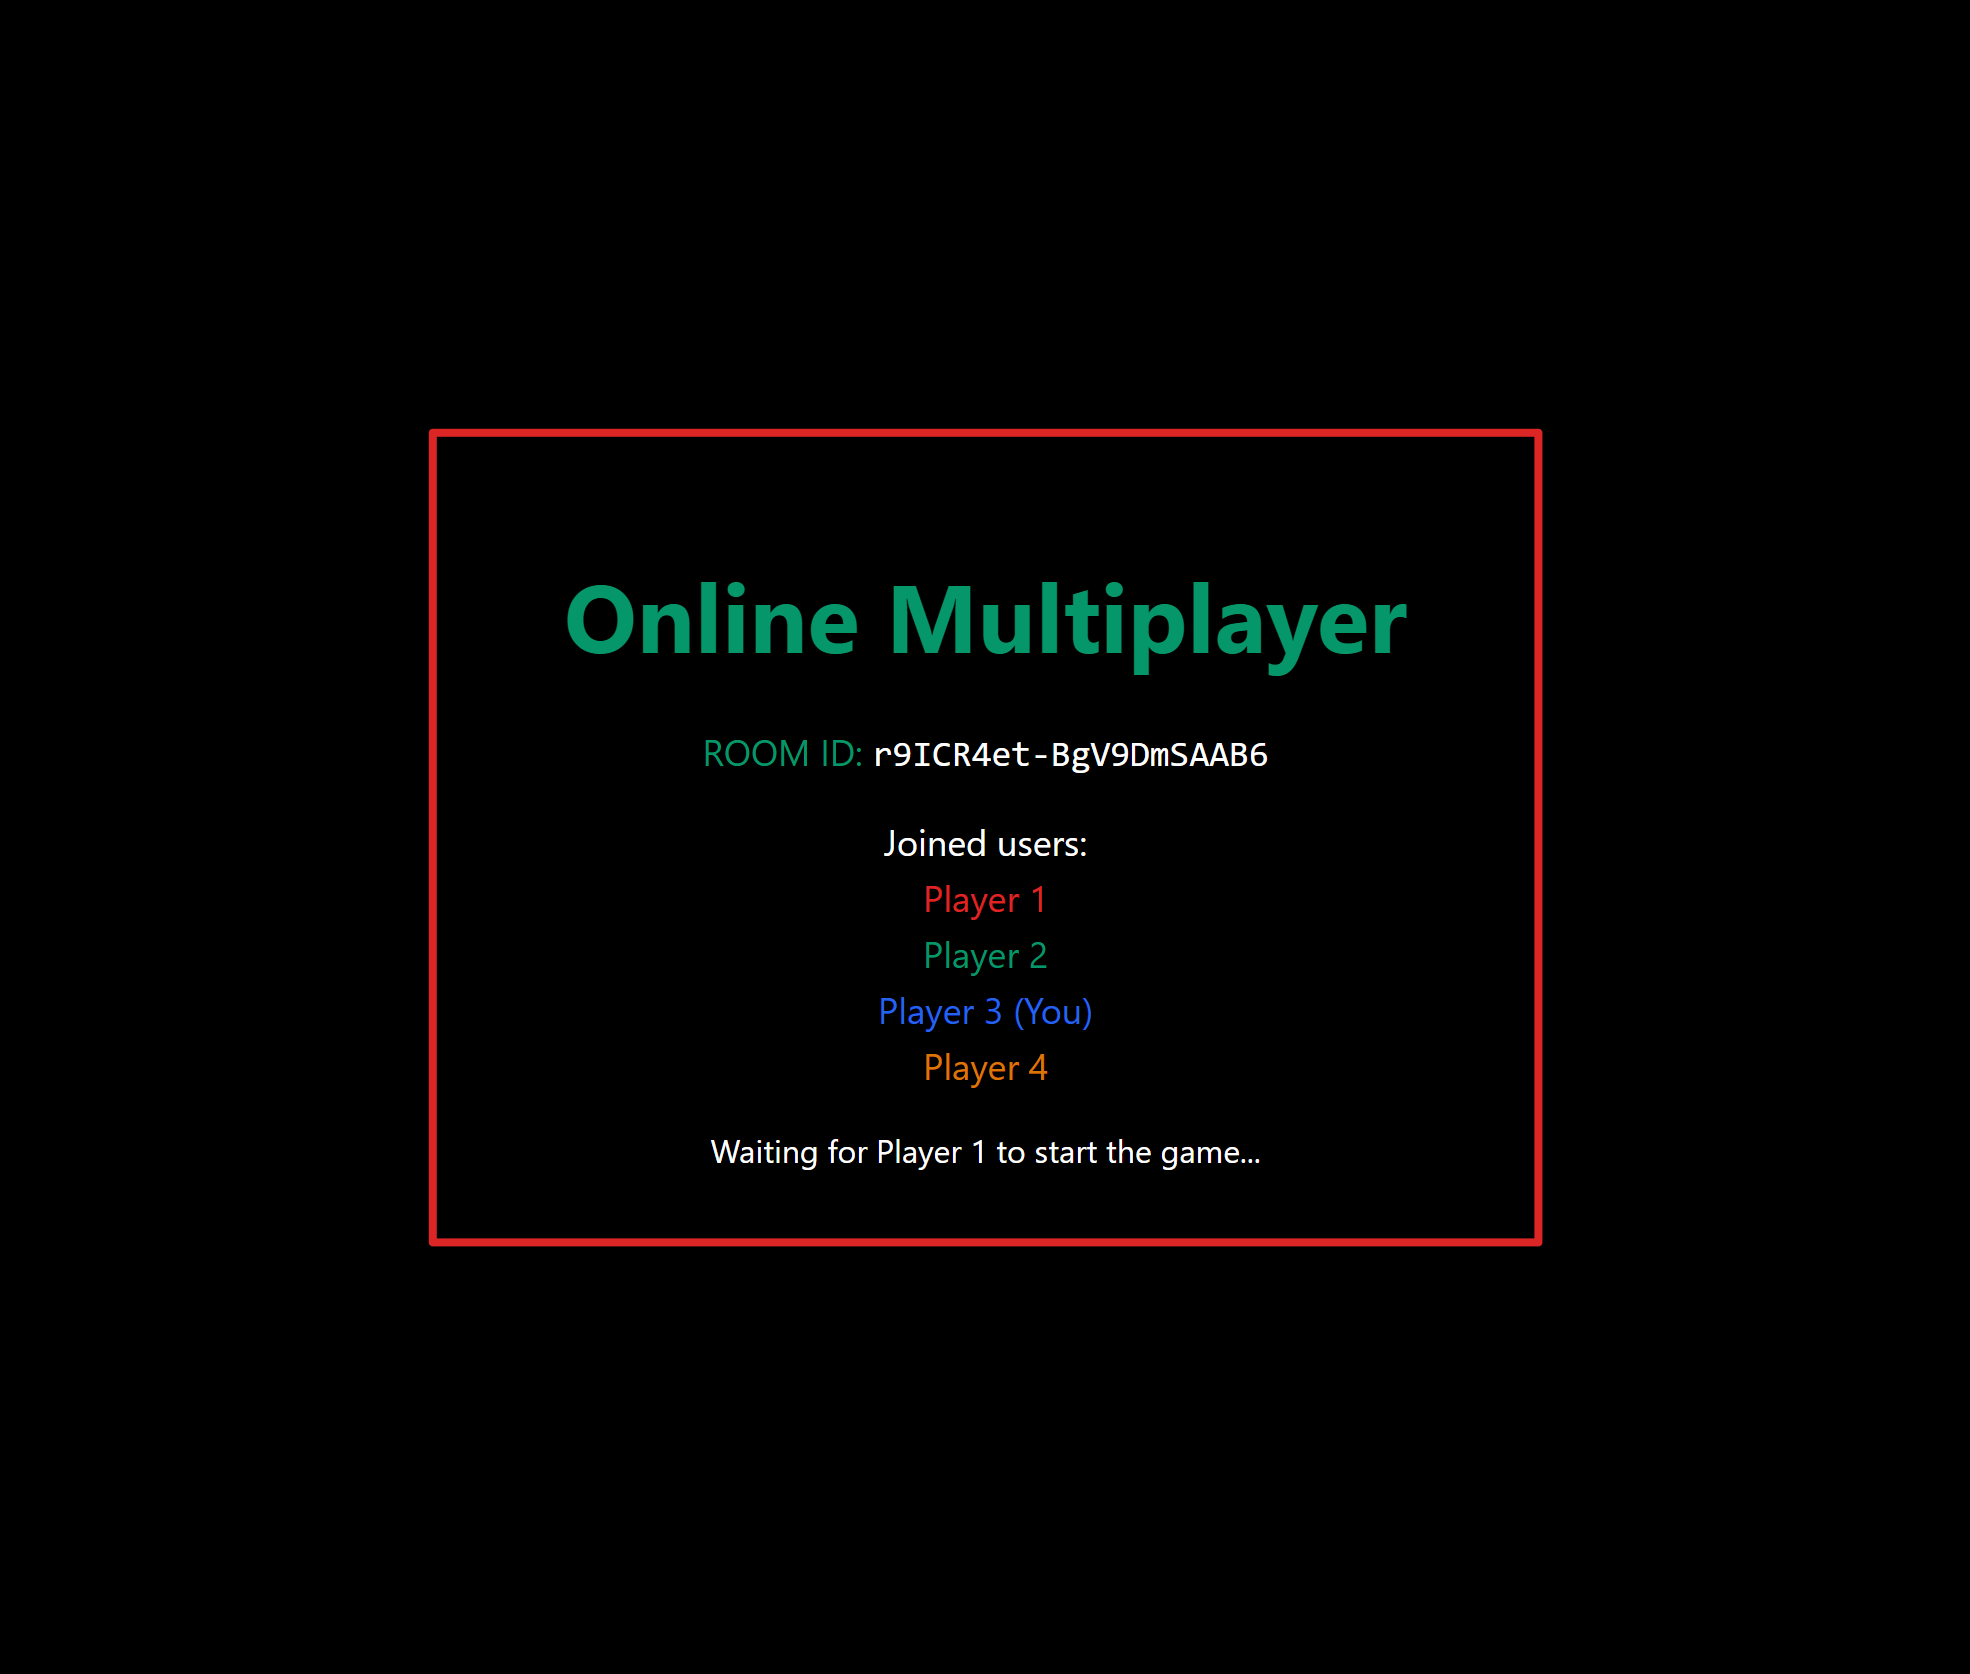 Online Multiplayer
ROOM ID: r9ICR4et-BgV9DmSAAB6
Joined users:
Player 1
Player 2
Player 3 (You)
Player 4
Waiting for Player 1 to start the game...